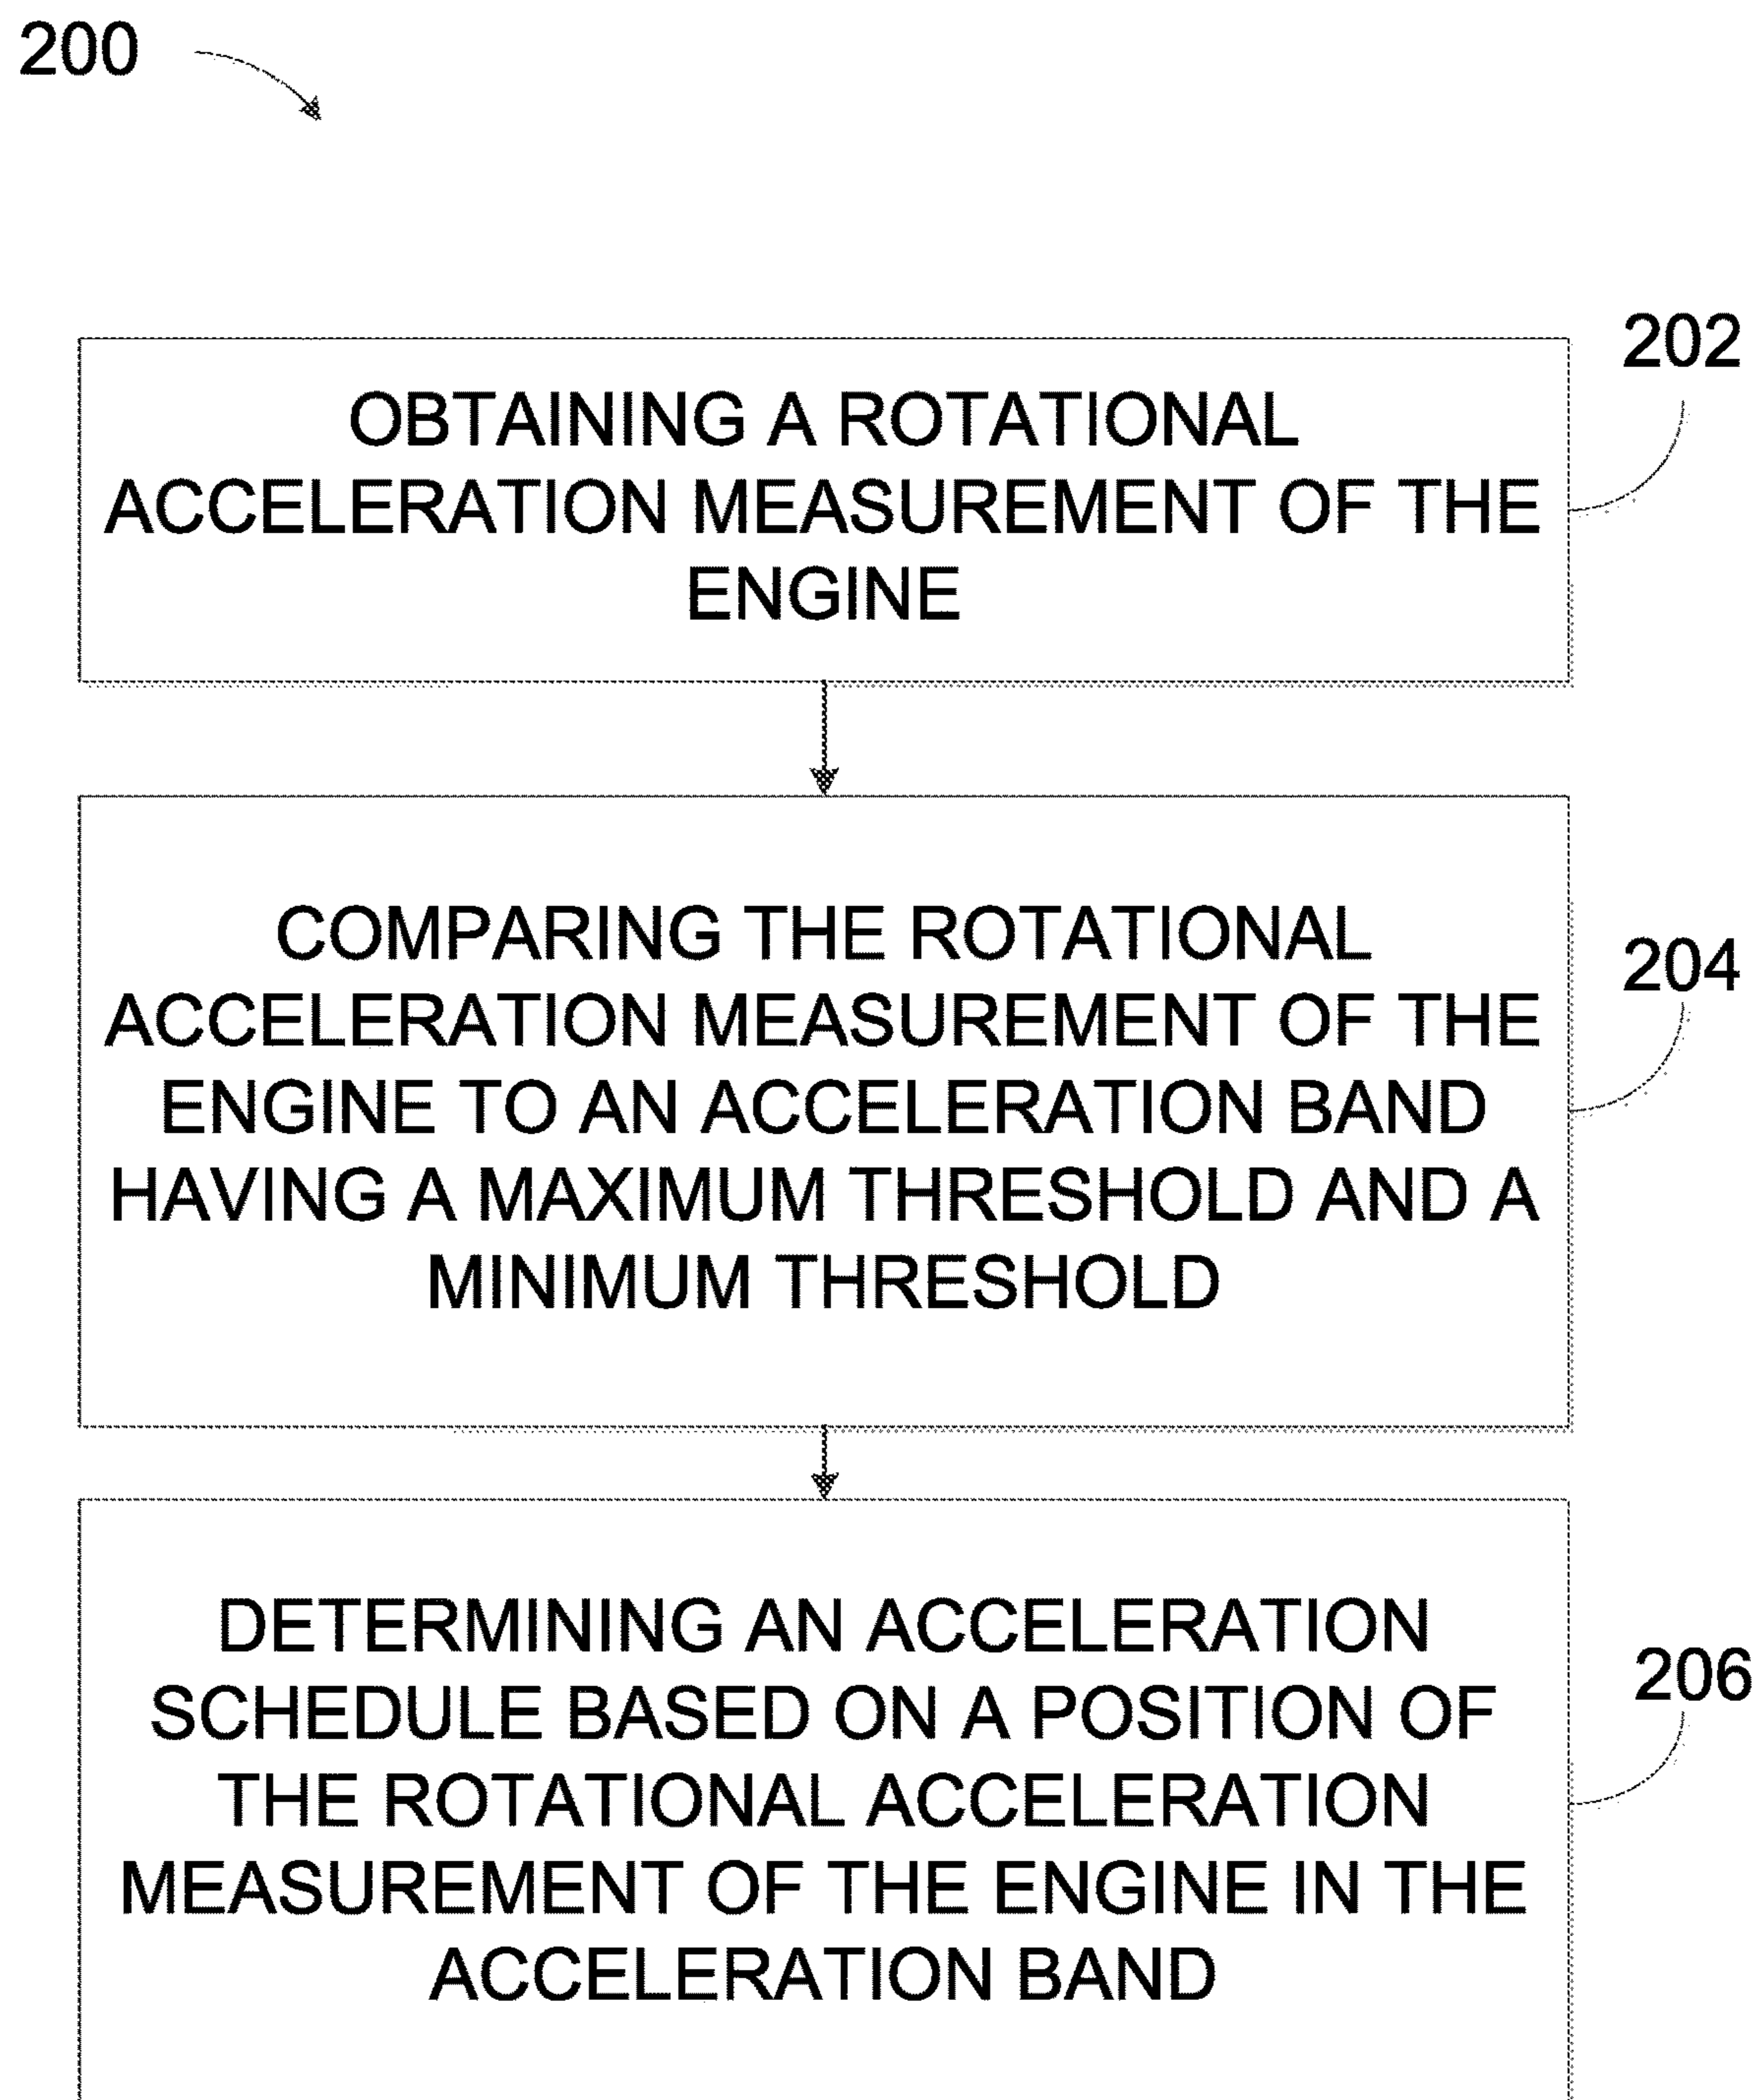 200
202
OBTAINING A ROTATIONAL
ACCELERATION MEASUREMENT OF THE
ENGINE
204
COMPARING THE ROTATIONAL
ACCELERATION MEASUREMENT OF THE
ENGINE TO AN ACCELERATION BAND
HAVING A MAXIMUM THRESHOLD AND A
MINIMUM THRESHOLD
206
DETERMINING AN ACCELERATION
SCHEDULE BASED ON A POSITION OF
THE ROTATIONAL ACCELERATION
MEASUREMENT OF THE ENGINE IN THE
ACCELERATION BAND